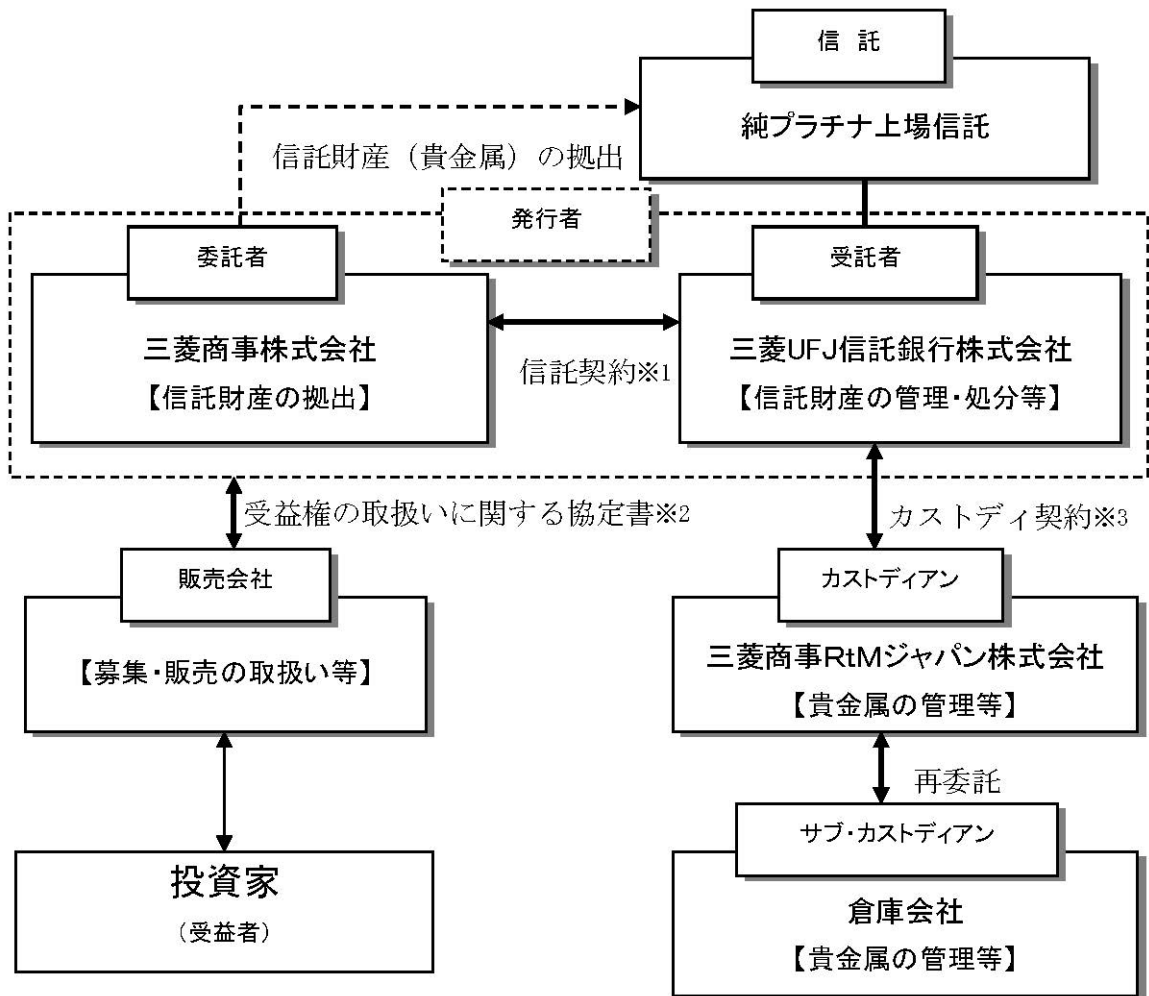 信 託
純プラチナ上場信託
信託財産（貴金属）の拠出
発行者
委託者
三菱商事株式会社
【信託財産の拠出】
信託契約※1
受託者
三菱UFJ信託銀行株式会社
【信託財産の管理・処分等】
受益権の取扱いに関する協定書※2
カストディ契約※3
販売会社
【募集・販売の取扱い等】
カストディアン
三菱商事RtMジャパン株式会社
【貴金属の管理等】
再委託
投資家
（受益者）
サブ・カストディアン
倉庫会社
【貴金属の管理等】